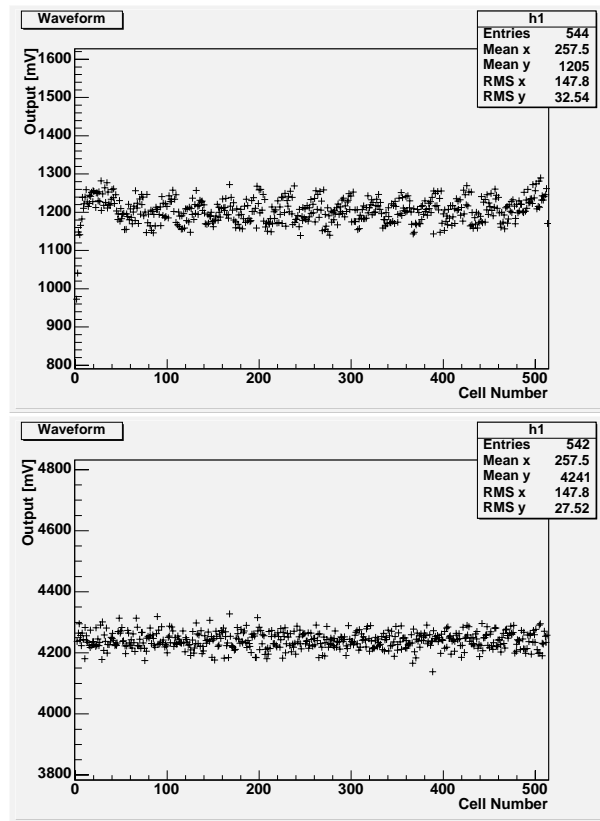 Waveform
h1
Entries 544
Mean x 257.5
Mean y 1205
RMS x 147.8
RMS y 32.54
Output [mV]
1600
1500
1400
1300
1200
1100
1000
900
800
0 100 200 300 400 500
Cell Number
Waveform
h1
Entries 542
Mean x 257.5
Mean y 4241
RMS x 147.8
RMS y 27.52
Output [mV]
4800
4600
4400
4200
4000
3800
0 100 200 300 400 500
Cell Number